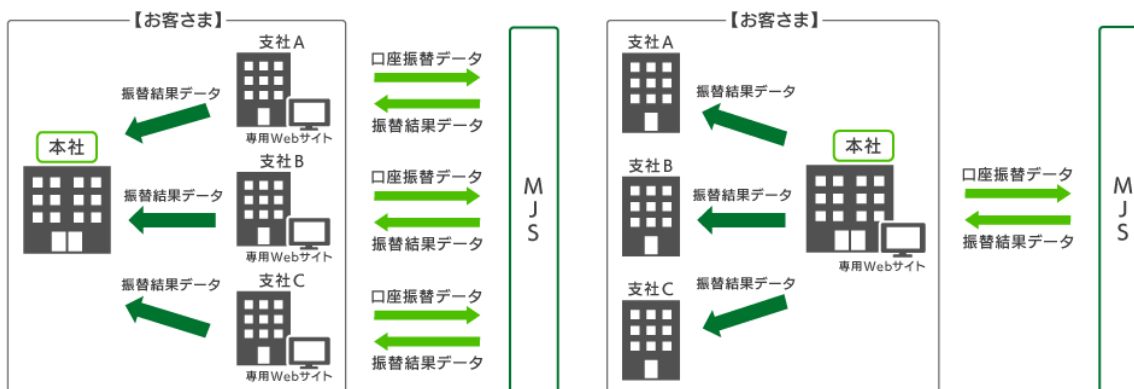 【お客さま】
支社A
振替結果データ
専用Webサイト
口座振替データ
振替結果データ
本社
支社B
振替結果データ
専用Webサイト
口座振替データ
振替結果データ
支社C
振替結果データ
専用Webサイト
口座振替データ
振替結果データ
MJS
【お客さま】
支社A
振替結果データ
支社B
振替結果データ
支社C
振替結果データ
本社
専用Webサイト
口座振替データ
振替結果データ
MJS